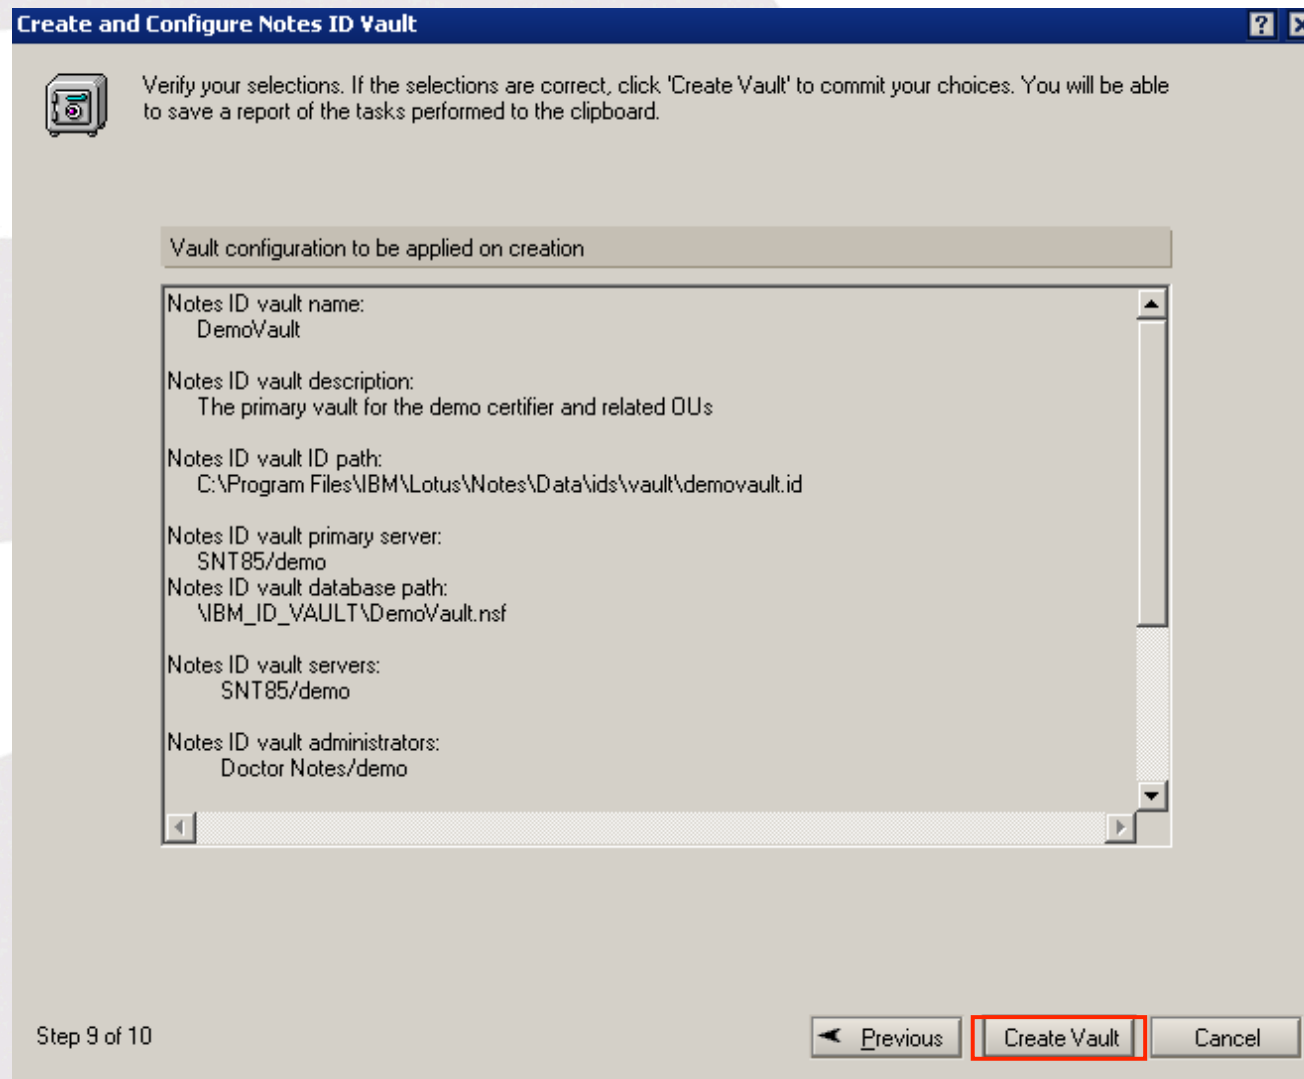 Create and Configure Notes ID Vault
Verify your selections. If the selections are correct, click 'Create Vault' to commit your choices. You will be able
to save a report of the tasks performed to the clipboard.
Vault configuration to be applied on creation
Notes ID vault name:
DemoVault
Notes ID vault description:
The primary vault for the demo certifier and related OUs
Notes ID vault ID path:
C:\Program Files\IBM\Lotus\Notes\Data\ids\vault\demovault.id
Notes ID vault primary server:
SNT85/demo
Notes ID vault database path:
\IBM_ID_VAULT\DemoVault.nsf
Notes ID vault servers:
SNT85/demo
Notes ID vault administrators:
Doctor Notes/demo
Step 9 of 10
Previous
Create Vault
Cancel